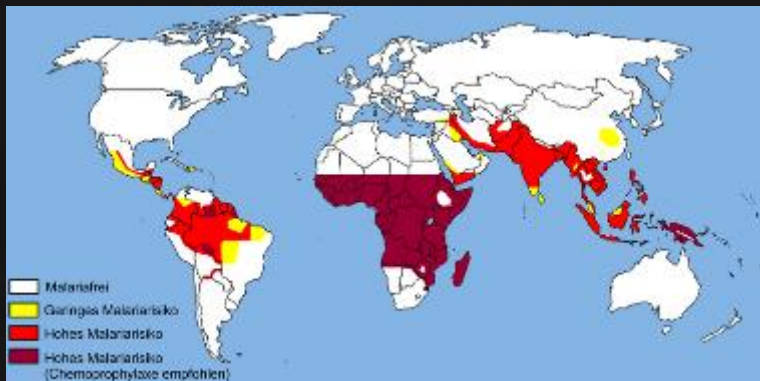 Malariafrei
Geringes Malariarisiko
Hohes Malariarisiko
Hohes Malariarisiko
(Chemoprophylaxe empfohlen)